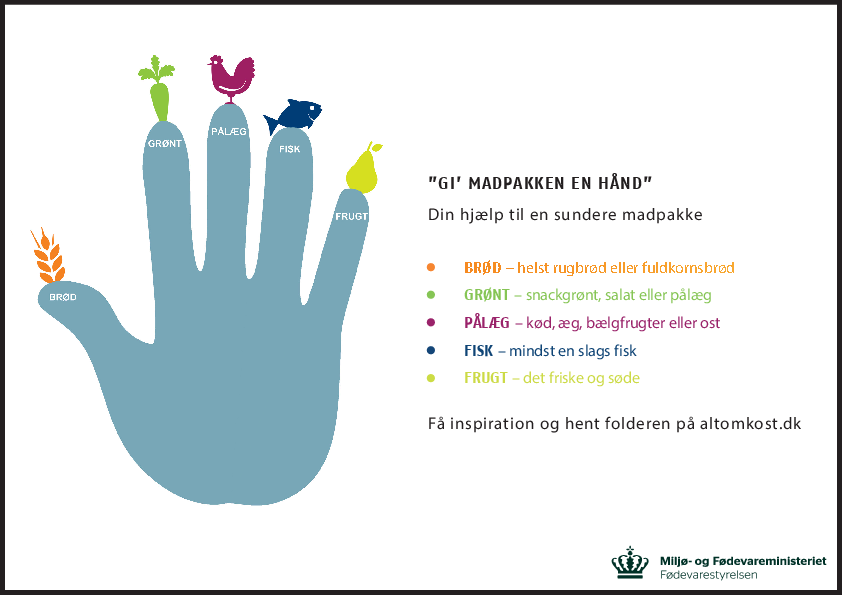 GRØNT
PÅLÆG
FISK
FRUGT
BRØD
"GI' MADPAKKEN EN HÅND"
Din hjælp til en sundere madpakke
BRØD – helst rugbrød eller fuldkornsbrød
GRØNT – snackgrønt, salat eller pålæg
PÅLÆG – kød, æg, bælgfrugter eller ost
FISK – mindst en slags fisk
FRUGT – det friske og søde
Få inspiration og hent folderen på altomkost.dk
Miljø- og Fødevareministeriet
Fødevarestyrelsen